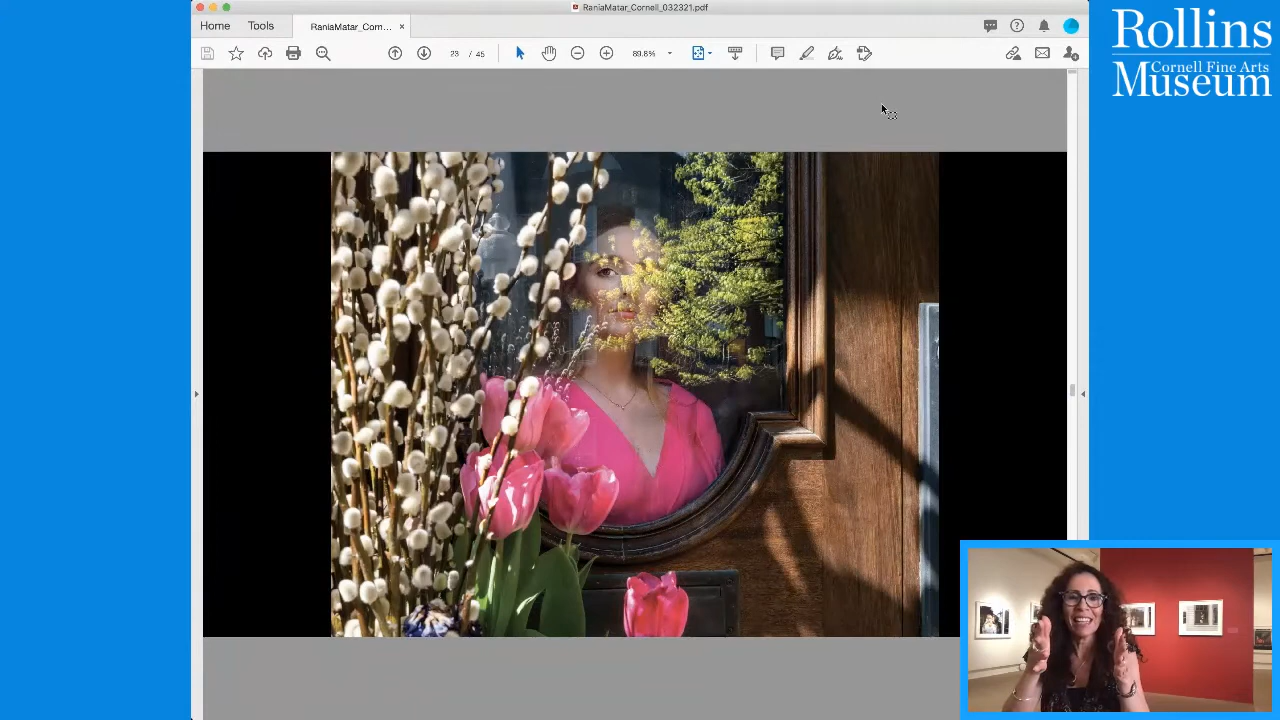 RaniaMatar_Cornell_032321.pdf
Home Tools RaniaMatar_Corn... ×
23 / 45 89.8%
Rollins
Cornell Fine Arts
Museum